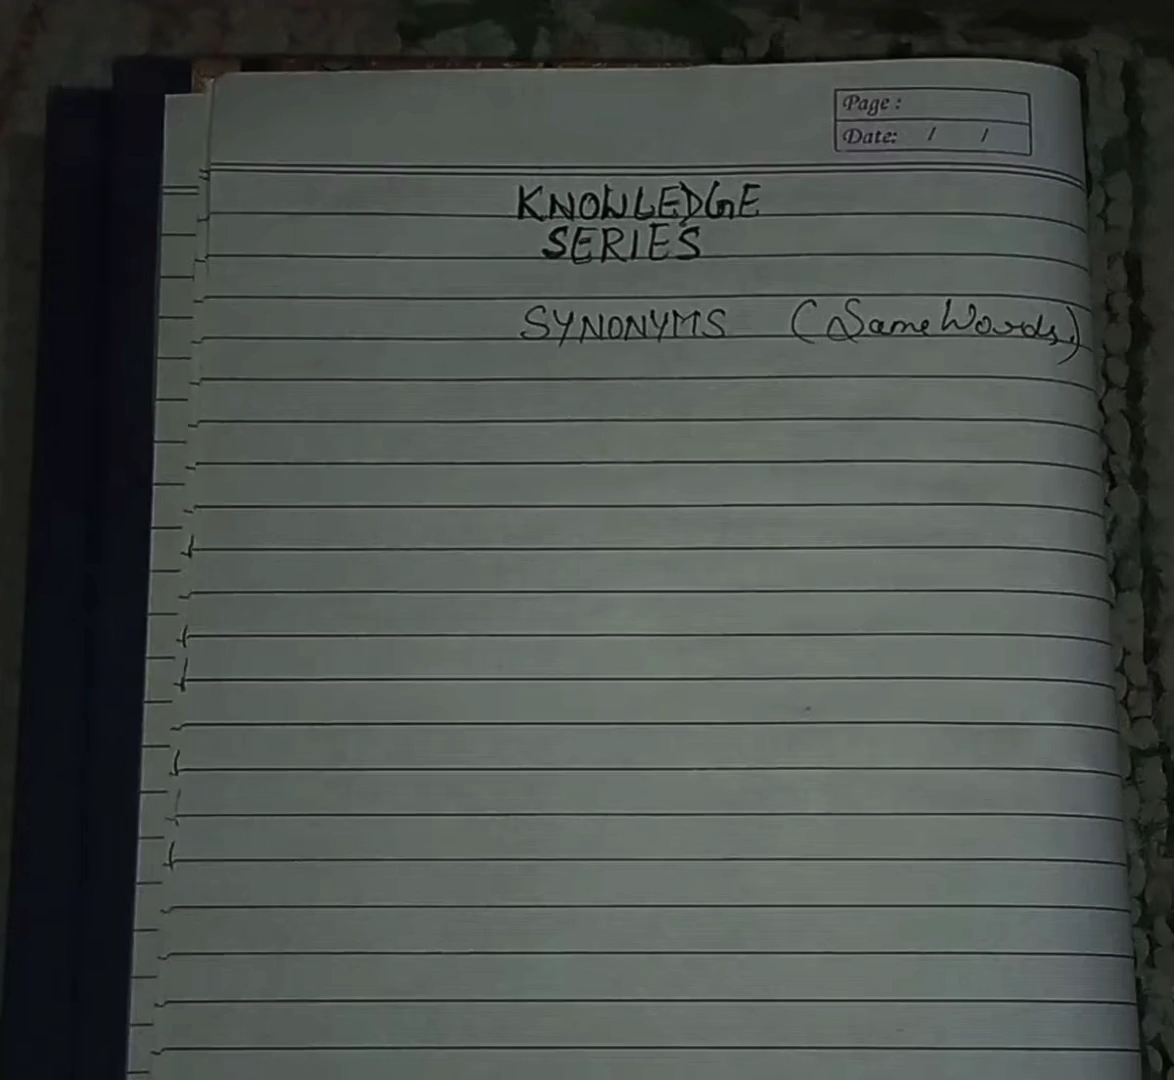 Page :
Date: / /
KNOWLEDGE
SERIES
SYNONYMS (Same Words)